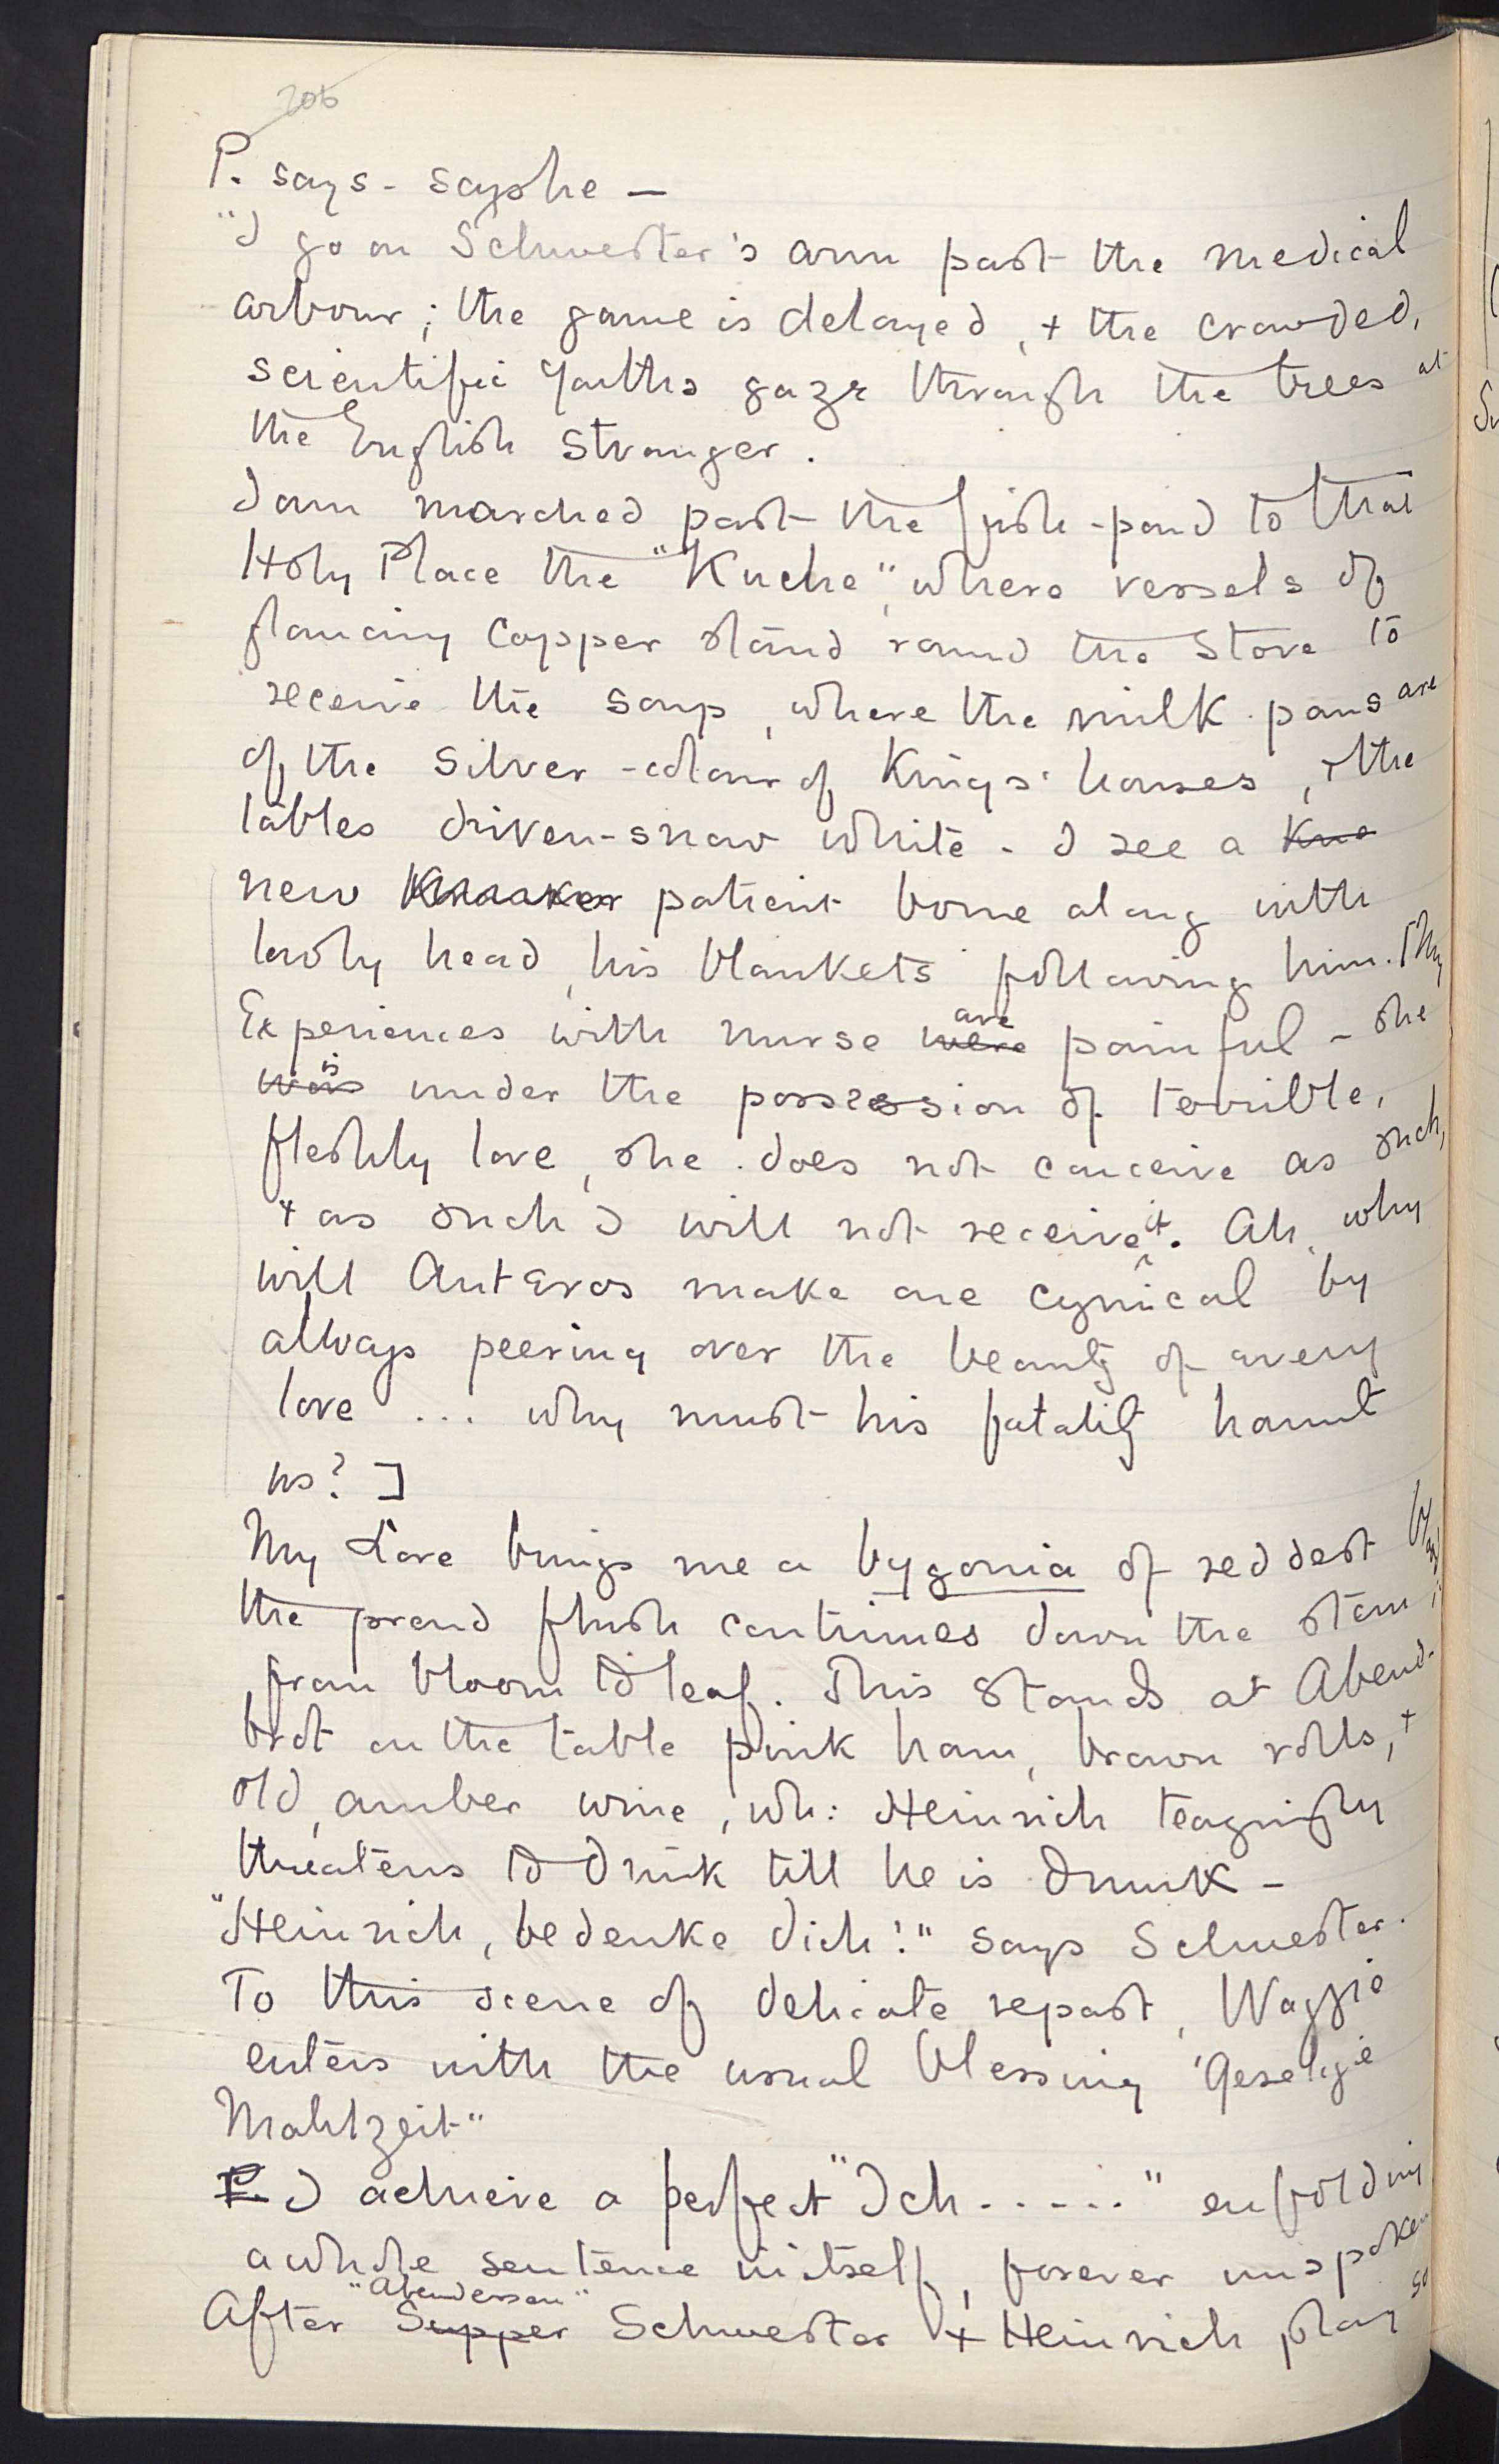 206
P. says - says he —
"I go on Schwester's arm past the medical
arbour; the game is delayed, + the crowded,
scientific youths gaze through the trees at
the English stranger.
I am marched past the fish-pond to that
Holy Place the "Kuche", where vessels of
glancing copper stand round the stove to
receive the soup, where the milk-pans are
of the silver-colour of Kings' houses, + the
tables driven-snow white. I see a Kno
new Knaaker patient borne along with
lowly head, his blankets following him. [My
Experiences with nurse were are painful - she
was is under the possession of terrible,
fleshly love, she does not conceive as such,
+ as such I will not receive it. Ah, why
will AntEros make one cynical by
always peering over the beauty of every
love ... why must his fatality haunt
us? ]
My Love brings me a bygonia of reddest
the proud flush continues down the stem
from bloom to leaf. This stands at Abend-
brot on the table pink ham, brown rolls, +
old, amber wine, wh: Heinrich teazingly
threatens to drink till he is drunk -
"Heinrich, bedenke dich!" says Schwester.
To this scene of delicate repast, Waggie
enters with the usual blessing 'Geselgie
Mahlzeit"
P. I achieve a perfect "Ich ......" enfolding
a whole sentence in itself, forever unspoken
After Supper "Abendessen" Schwester + Heinrich play so